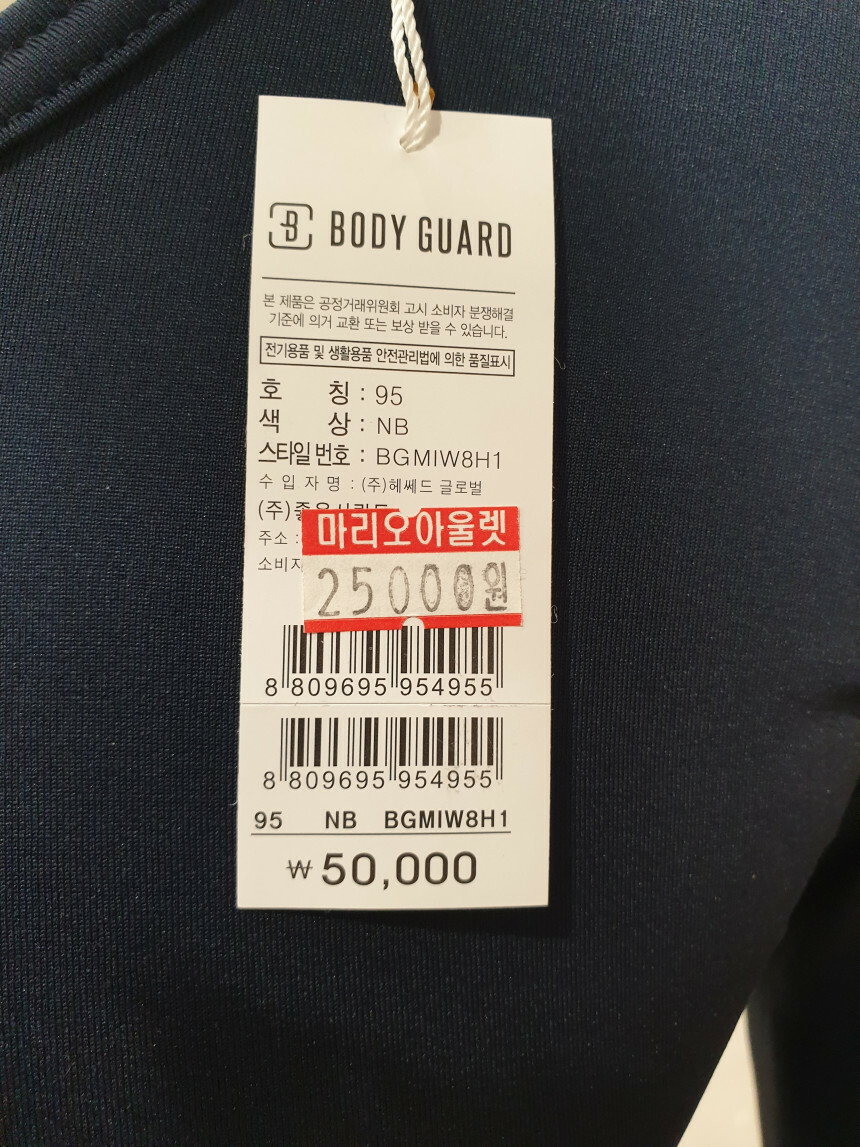 B BODY GUARD
본 제품은 공정거래위원회 고시 소비자 분쟁해결
기준에 의거 교환 또는 보상 받을 수 있습니다.
전기용품 및 생활용품 안전관리법에 의한 품질표시
호 칭 : 95
색 상 : NB
스타일 번호 : BGMIW8H1
수 입 자 명 : (주)헤쎄드 글로벌
(주)
주소 :
소비자
마리오아울렛
25000원
8 809695 954955
8 809695 954955
95 NB BGMIW8H1
₩50,000